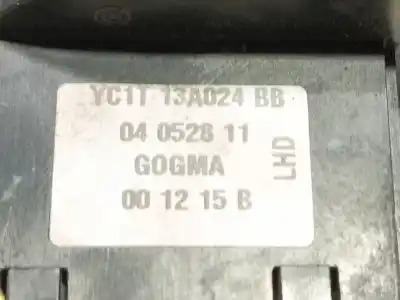 YC1T 13A024 BB
04 0528 11
GOGMA
00 12 15 B
LHD